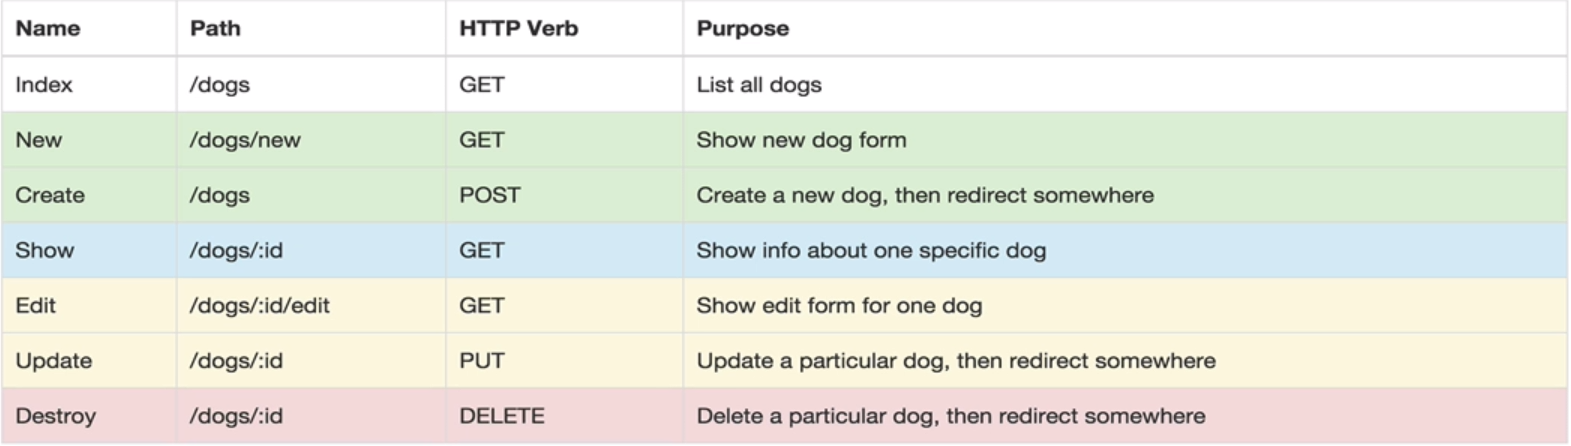 Name Path HTTP Verb Purpose
Index /dogs GET List all dogs
New /dogs/new GET Show new dog form
Create /dogs POST Create a new dog, then redirect somewhere
Show /dogs/:id GET Show info about one specific dog
Edit /dogs/:id/edit GET Show edit form for one dog
Update /dogs/:id PUT Update a particular dog, then redirect somewhere
Destroy /dogs/:id DELETE Delete a particular dog, then redirect somewhere